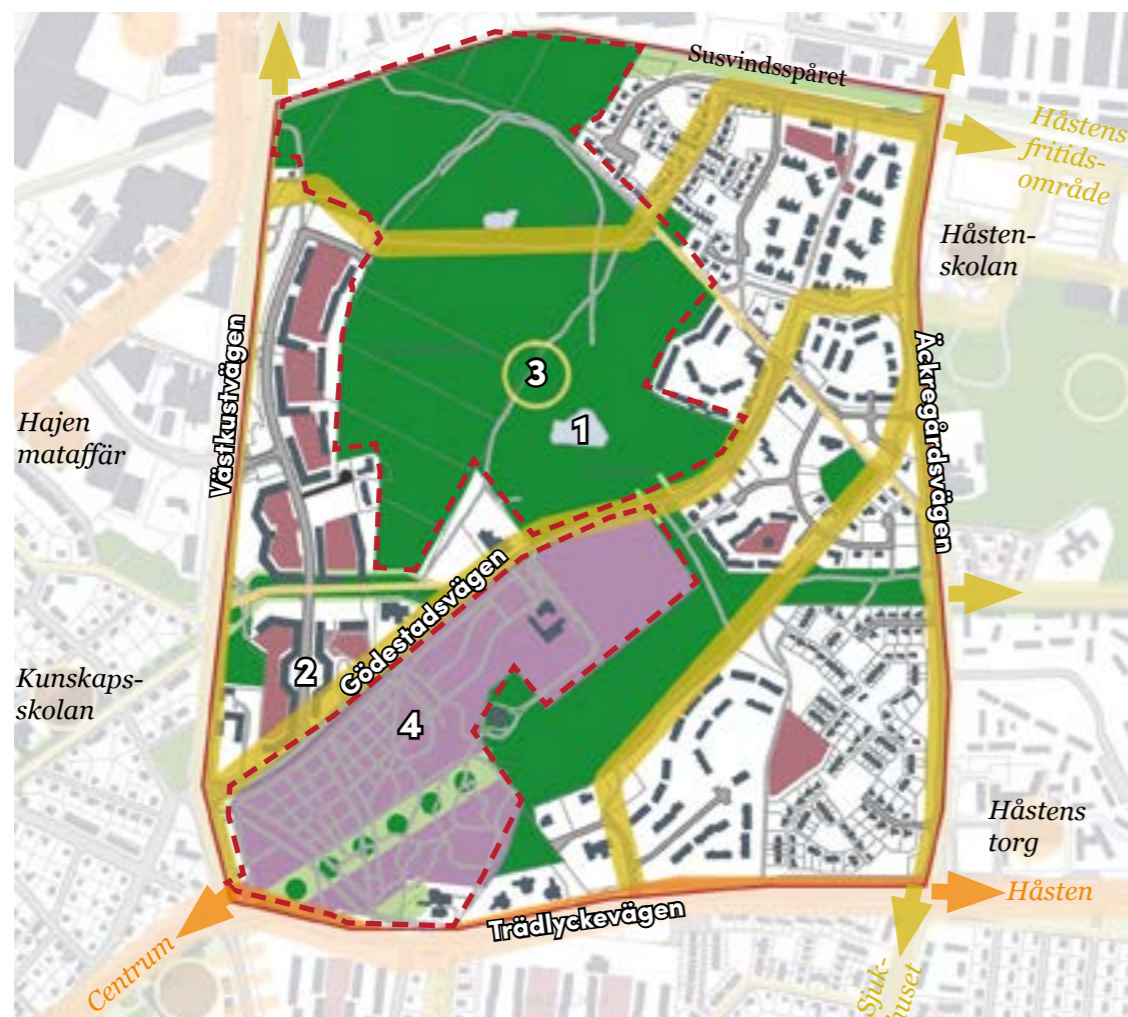 Susvindsspåret
Håstens
fritids-
område
Håsten-
skolan
Västkustvägen
Äckregårdsvägen
3
1
Hajen
mataffär
Gödestadsvägen
2
Kunskaps-
skolan
4
Håstens
torg
Håsten
Trädlyckevägen
Centrum
Sjuk-
huset